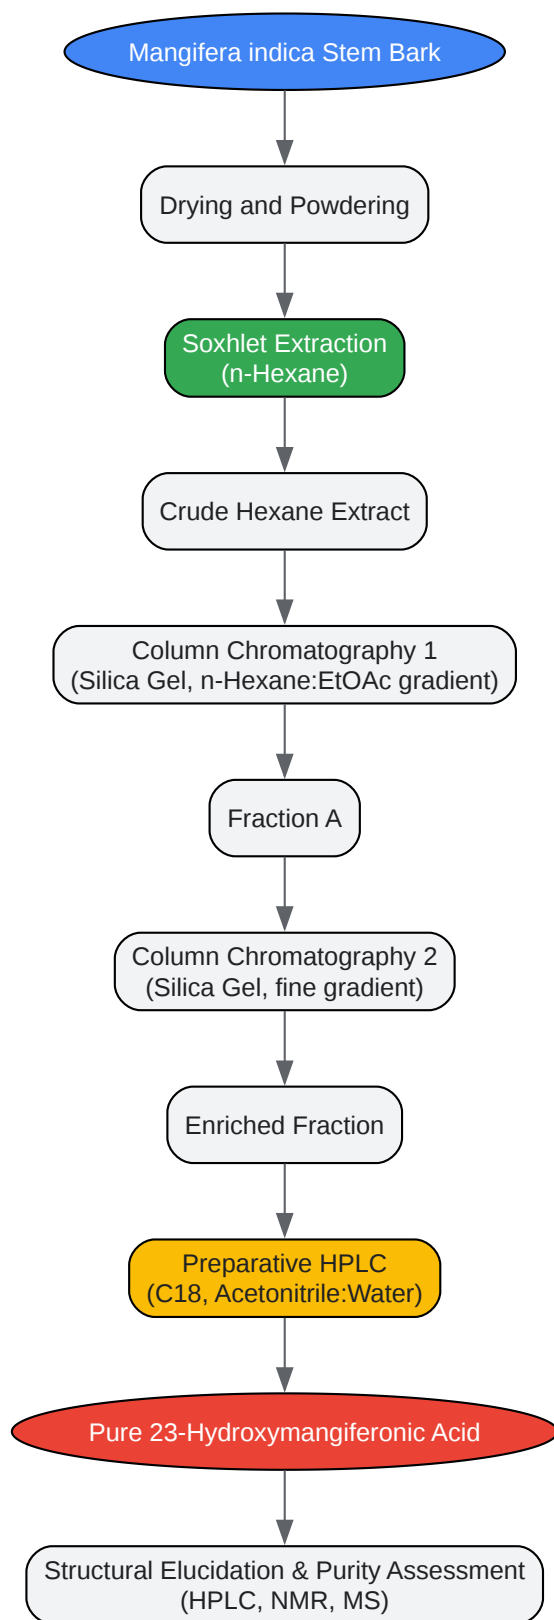 Mangifera indica Stem Bark
Drying and Powdering
Soxhlet Extraction
(n-Hexane)
Crude Hexane Extract
Column Chromatography 1
(Silica Gel, n-Hexane:EtOAc gradient)
Fraction A
Column Chromatography 2
(Silica Gel, fine gradient)
Enriched Fraction
Preparative HPLC
(C18, Acetonitrile:Water)
Pure 23-Hydroxymangiferonic Acid
Structural Elucidation & Purity Assessment
(HPLC, NMR, MS)